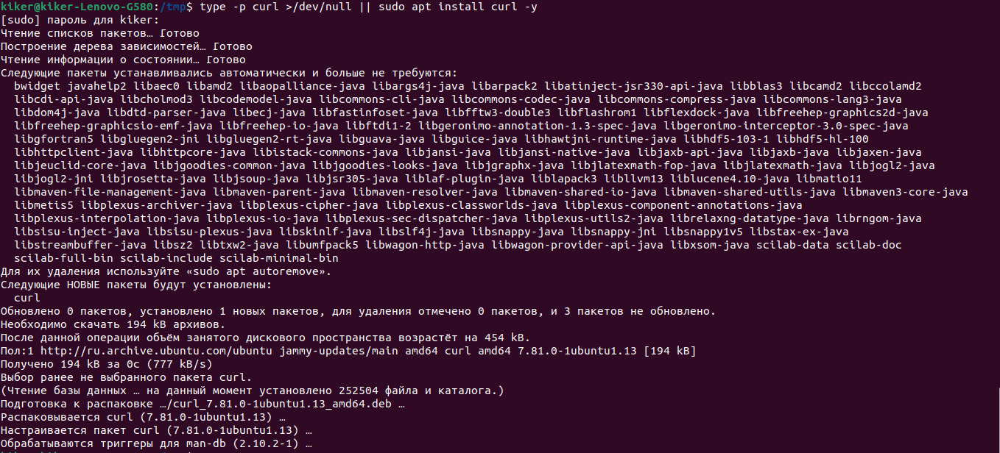 kiker@kiker-Lenovo-G580:/tmp$ type -p curl >/dev/null || sudo apt install curl -y
[sudo] пароль для kiker:
Чтение списков пакетов… Готово
Построение дерева зависимостей… Готово
Чтение информации о состоянии… Готово
Следующие пакеты устанавливались автоматически и больше не требуются:
  bwidget javahelp2 libaec0 libamd2 libaopalliance-java libargs4j-java libarpack2 libatinject-jsr330-api-java libblas3 libcamd2 libccolamd2
  libcdi-api-java libcholmod3 libcodemodel-java libcommons-cli-java libcommons-codec-java libcommons-compress-java libcommons-lang3-java
  libdom4j-java libdtd-parser-java libecj-java libfastinfoset-java libfftw3-double3 libflashrom1 libflexdock-java libfreehep-graphics2d-java
  libfreehep-graphicsio-emf-java libfreehep-io-java libftdi1-2 libgeronimo-annotation-1.3-spec-java libgeronimo-interceptor-3.0-spec-java
  libgfortran5 libgluegen2-jni libgluegen2-rt-java libguava-java libguice-java libhawtjni-runtime-java libhdf5-103-1 libhdf5-hl-100
  libhttpclient-java libhttpcore-java libistack-commons-java libjansi-java libjansi-native-java libjaxb-api-java libjaxb-java libjaxen-java
  libjeuclid-core-java libjgoodies-common-java libjgoodies-looks-java libjgraphx-java libjlatexmath-fop-java libjlatexmath-java libjogl2-java
  libjogl2-jni libjrosetta-java libjsoup-java libjsr305-java liblaf-plugin-java liblapack3 libllvm13 liblucene4.10-java libmatio11
  libmaven-file-management-java libmaven-parent-java libmaven-resolver-java libmaven-shared-io-java libmaven-shared-utils-java libmaven3-core-java
  libmetis5 libplexus-archiver-java libplexus-cipher-java libplexus-classworlds-java libplexus-component-annotations-java
  libplexus-interpolation-java libplexus-io-java libplexus-sec-dispatcher-java libplexus-utils2-java librelaxng-datatype-java librngom-java
  libsisu-inject-java libsisu-plexus-java libskinlf-java libslf4j-java libsnappy-java libsnappy-jni libsnappy1v5 libstax-ex-java
  libstreambuffer-java libsz2 libtxw2-java libumfpack5 libwagon-http-java libwagon-provider-api-java libxsom-java scilab-data scilab-doc
  scilab-full-bin scilab-include scilab-minimal-bin
Для их удаления используйте «sudo apt autoremove».
Следующие НОВЫЕ пакеты будут установлены:
  curl
Обновлено 0 пакетов, установлено 1 новых пакетов, для удаления отмечено 0 пакетов, и 3 пакетов не обновлено.
Необходимо скачать 194 kB архивов.
После данной операции объём занятого дискового пространства возрастёт на 454 kB.
Пол:1 http://ru.archive.ubuntu.com/ubuntu jammy-updates/main amd64 curl amd64 7.81.0-1ubuntu1.13 [194 kB]
Получено 194 kB за 0с (777 kB/s)
Выбор ранее не выбранного пакета curl.
(Чтение базы данных … на данный момент установлено 252504 файла и каталога.)
Подготовка к распаковке …/curl_7.81.0-1ubuntu1.13_amd64.deb …
Распаковывается curl (7.81.0-1ubuntu1.13) …
Настраивается пакет curl (7.81.0-1ubuntu1.13) …
Обрабатываются триггеры для man-db (2.10.2-1) …